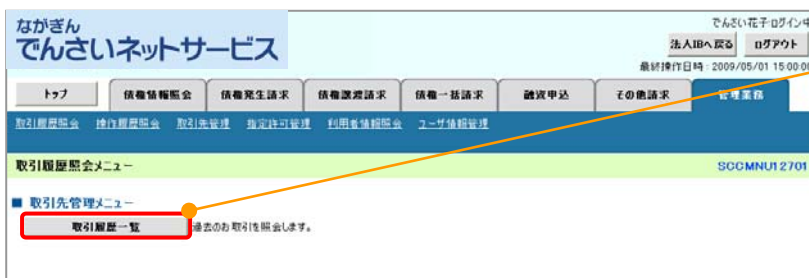 ながぎん
でんさいネットサービス
でんさい花子 ログイン中
法人IBへ戻る ログアウト
最終操作日時：2009/05/01 15:00:00
トップ 債権情報照会 債権発生請求 債権譲渡請求 債権一括請求 融資申込 その他請求 管理業務
取引履歴照会 操作履歴照会 取引先管理 指定許可管理 利用者情報照会 ユーザ情報管理
取引履歴照会メニュー SCCMNU12701
■ 取引先管理メニュー
取引履歴一覧 過去のお取引を照会します。